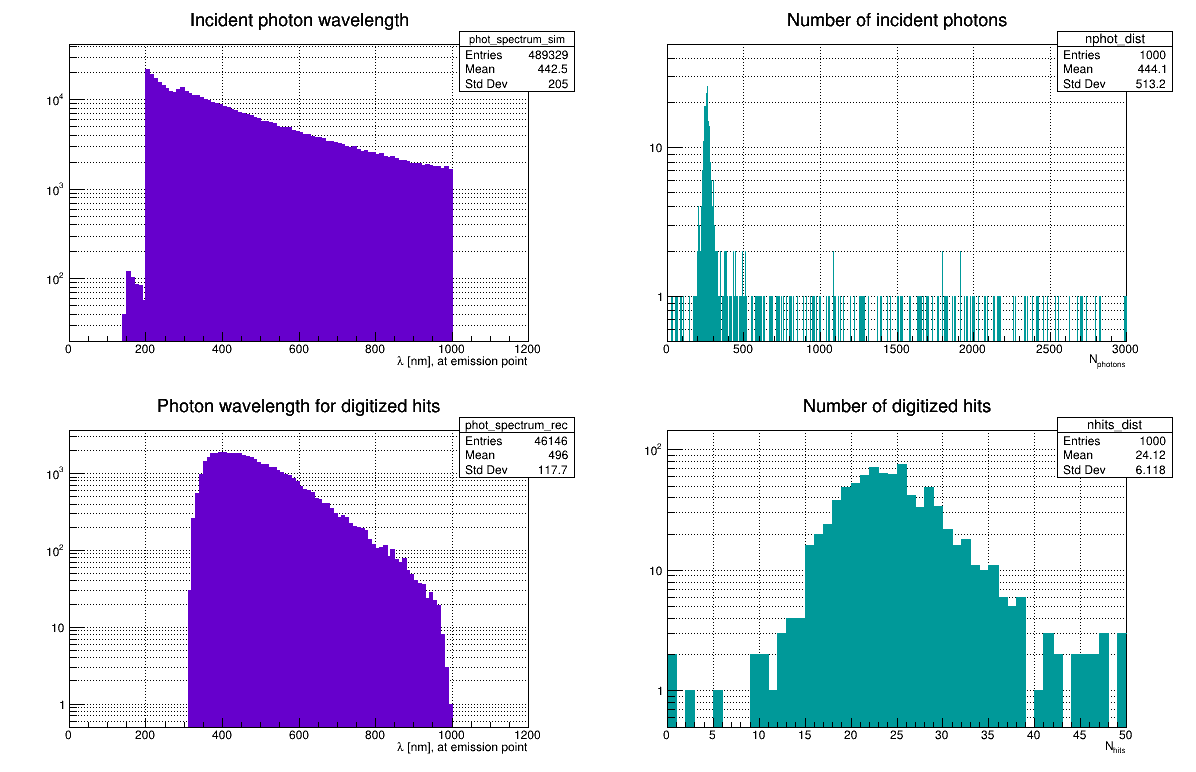 Incident photon wavelength
phot_spectrum_sim
Entries 489329
Mean 442.5
Std Dev 205
10^4
10^3
10^2
0 200 400 600 800 1000 1200
λ [nm], at emission point
Number of incident photons
nphot_dist
Entries 1000
Mean 444.1
Std Dev 513.2
10
1
0 500 1000 1500 2000 2500 3000
N_photons
Photon wavelength for digitized hits
phot_spectrum_rec
Entries 46146
Mean 496
Std Dev 117.7
10^3
10^2
10
1
0 200 400 600 800 1000 1200
λ [nm], at emission point
Number of digitized hits
nhits_dist
Entries 1000
Mean 24.12
Std Dev 6.118
10^2
10
1
0 5 10 15 20 25 30 35 40 45 50
N_hits